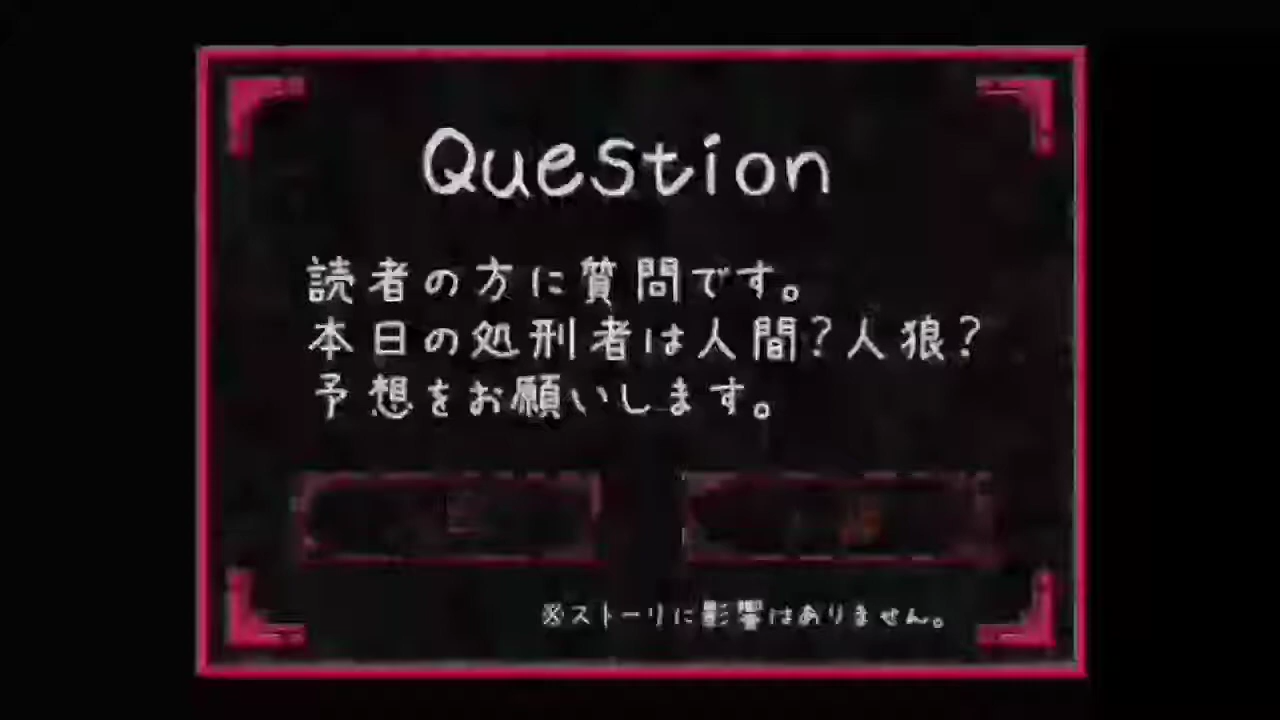 Question
読者の方に質問です。
本日の処刑者は人間?人狼?
予想をお願いします。
※ストーリに影響はありません。